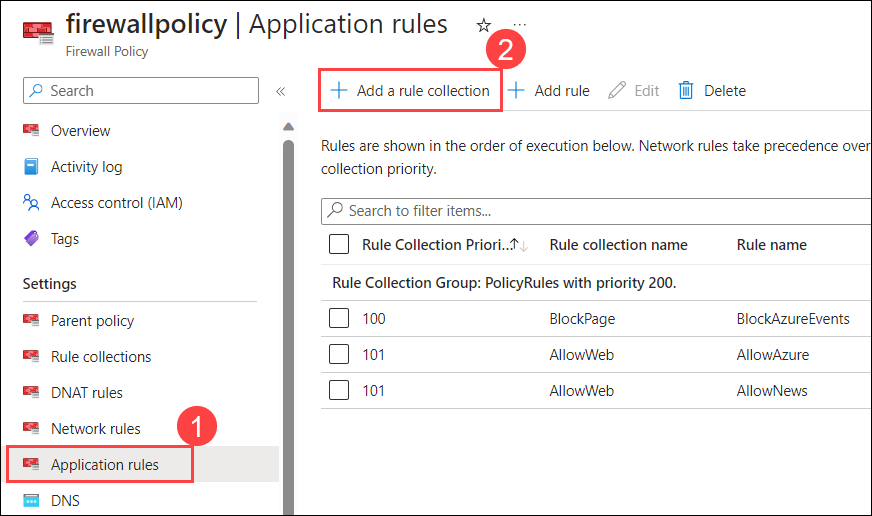 firewallpolicy | Application rules ☆ ...
Firewall Policy
2
Search «
+ Add a rule collection + Add rule Edit Delete
Overview
Activity log
Access control (IAM)
Tags
Settings
Parent policy
Rule collections
DNAT rules
Network rules
1
Application rules
DNS
Rules are shown in the order of execution below. Network rules take precedence over
collection priority.
Search to filter items...
Rule Collection Priori...↑↓ Rule collection name Rule name
Rule Collection Group: PolicyRules with priority 200.
100 BlockPage BlockAzureEvents
101 AllowWeb AllowAzure
101 AllowWeb AllowNews